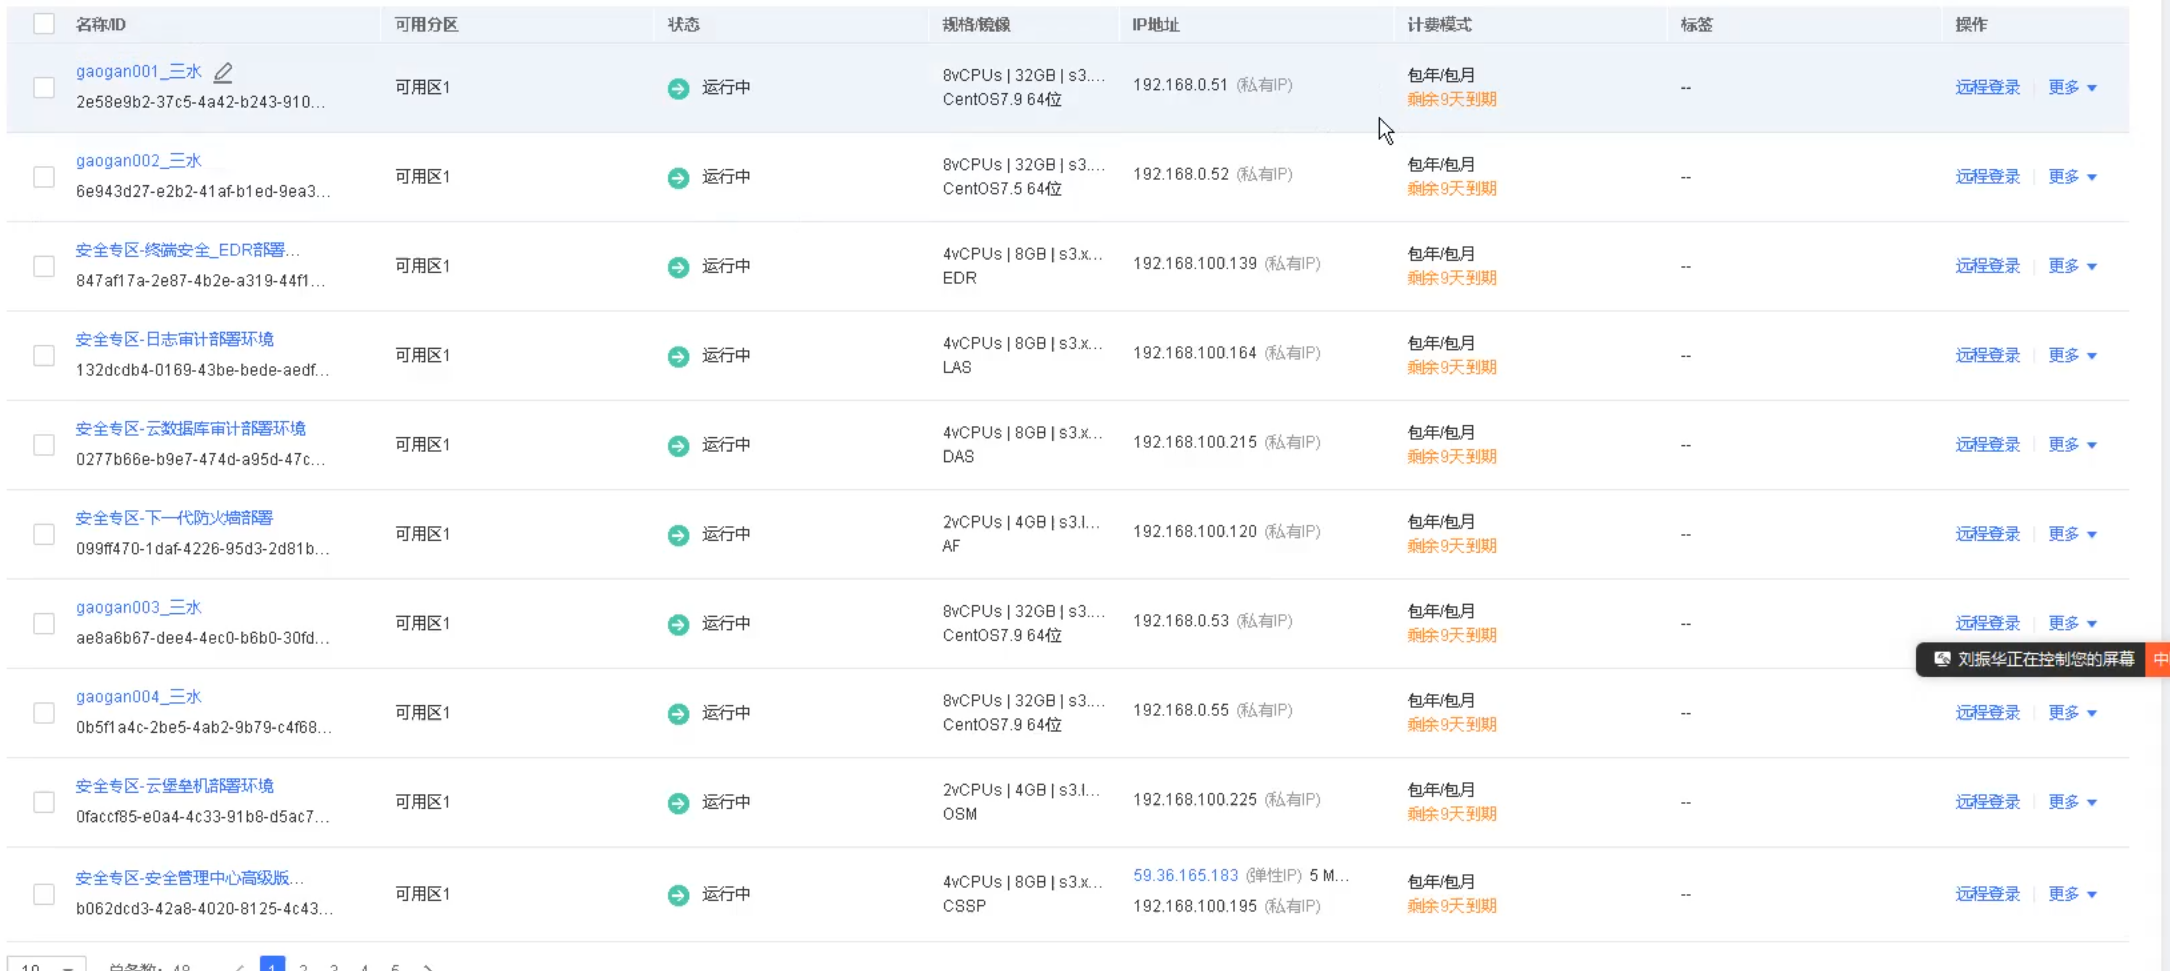 名称/ID 可用分区 状态 规格/镜像 IP地址 计费模式 标签 操作
gaogan001_三水
2e58e9b2-37c5-4a42-b243-910...
可用区1
运行中
8vCPUs | 32GB | s3....
CentOS7.9 64位
192.168.0.51 (私有IP)
包年/包月
剩余9天到期
--
远程登录 更多
gaogan002_三水
6e943d27-e2b2-41af-b1ed-9ea3...
可用区1
运行中
8vCPUs | 32GB | s3....
CentOS7.5 64位
192.168.0.52 (私有IP)
包年/包月
剩余9天到期
--
远程登录 更多
安全专区-终端安全_EDR部署...
847af17a-2e87-4b2e-a319-44f1...
可用区1
运行中
4vCPUs | 8GB | s3.x...
EDR
192.168.100.139 (私有IP)
包年/包月
剩余9天到期
--
远程登录 更多
安全专区-日志审计部署环境
132dcdb4-0169-43be-bede-aedf...
可用区1
运行中
4vCPUs | 8GB | s3.x...
LAS
192.168.100.164 (私有IP)
包年/包月
剩余9天到期
--
远程登录 更多
安全专区-云数据库审计部署环境
0277b66e-b9e7-474d-a95d-47c...
可用区1
运行中
4vCPUs | 8GB | s3.x...
DAS
192.168.100.215 (私有IP)
包年/包月
剩余9天到期
--
远程登录 更多
安全专区-下一代防火墙部署
099ff470-1daf-4226-95d3-2d81b...
可用区1
运行中
2vCPUs | 4GB | s3.l...
AF
192.168.100.120 (私有IP)
包年/包月
剩余9天到期
--
远程登录 更多
gaogan003_三水
ae8a6b67-dee4-4ec0-b6b0-30fd...
可用区1
运行中
8vCPUs | 32GB | s3....
CentOS7.9 64位
192.168.0.53 (私有IP)
包年/包月
剩余9天到期
--
远程登录 更多
刘振华正在控制您的屏幕 中
gaogan004_三水
0b5f1a4c-2be5-4ab2-9b79-c4f68...
可用区1
运行中
8vCPUs | 32GB | s3....
CentOS7.9 64位
192.168.0.55 (私有IP)
包年/包月
剩余9天到期
--
远程登录 更多
安全专区-云堡垒机部署环境
0faccf85-e0a4-4c33-91b8-d5ac7...
可用区1
运行中
2vCPUs | 4GB | s3.l...
OSM
192.168.100.225 (私有IP)
包年/包月
剩余9天到期
--
远程登录 更多
安全专区-安全管理中心高级版...
b062dcd3-42a8-4020-8125-4c43...
可用区1
运行中
4vCPUs | 8GB | s3.x...
CSSP
59.36.165.183 (弹性IP) 5 M...
192.168.100.195 (私有IP)
包年/包月
剩余9天到期
--
远程登录 更多
10 总条数: 48 1 2 3 4 5